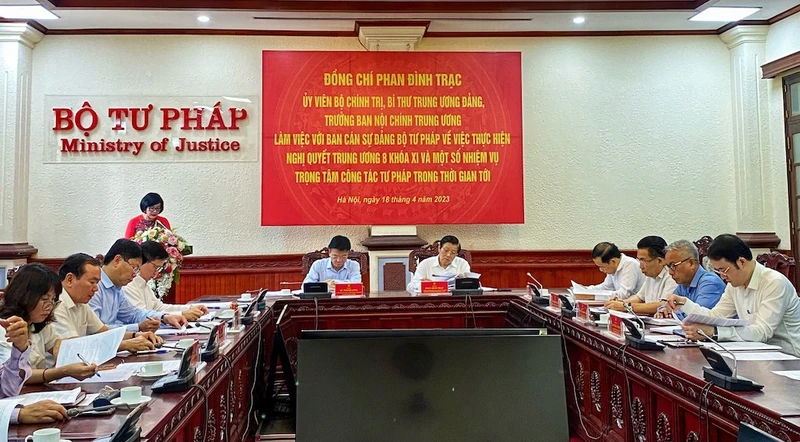 BỘ TƯ PHÁP
Ministry of Justice
ĐỒNG CHÍ PHAN ĐÌNH TRẠC
ỦY VIÊN BỘ CHÍNH TRỊ, BÍ THƯ TRUNG ƯƠNG ĐẢNG,
TRƯỞNG BAN NỘI CHÍNH TRUNG ƯƠNG
LÀM VIỆC VỚI BAN CÁN SỰ ĐẢNG BỘ TƯ PHÁP VỀ VIỆC THỰC HIỆN
NGHỊ QUYẾT TRUNG ƯƠNG 8 KHÓA XI VÀ MỘT SỐ NHIỆM VỤ
TRỌNG TÂM CÔNG TÁC TƯ PHÁP TRONG THỜI GIAN TỚI
Hà Nội, ngày 18 tháng 4 năm 2023